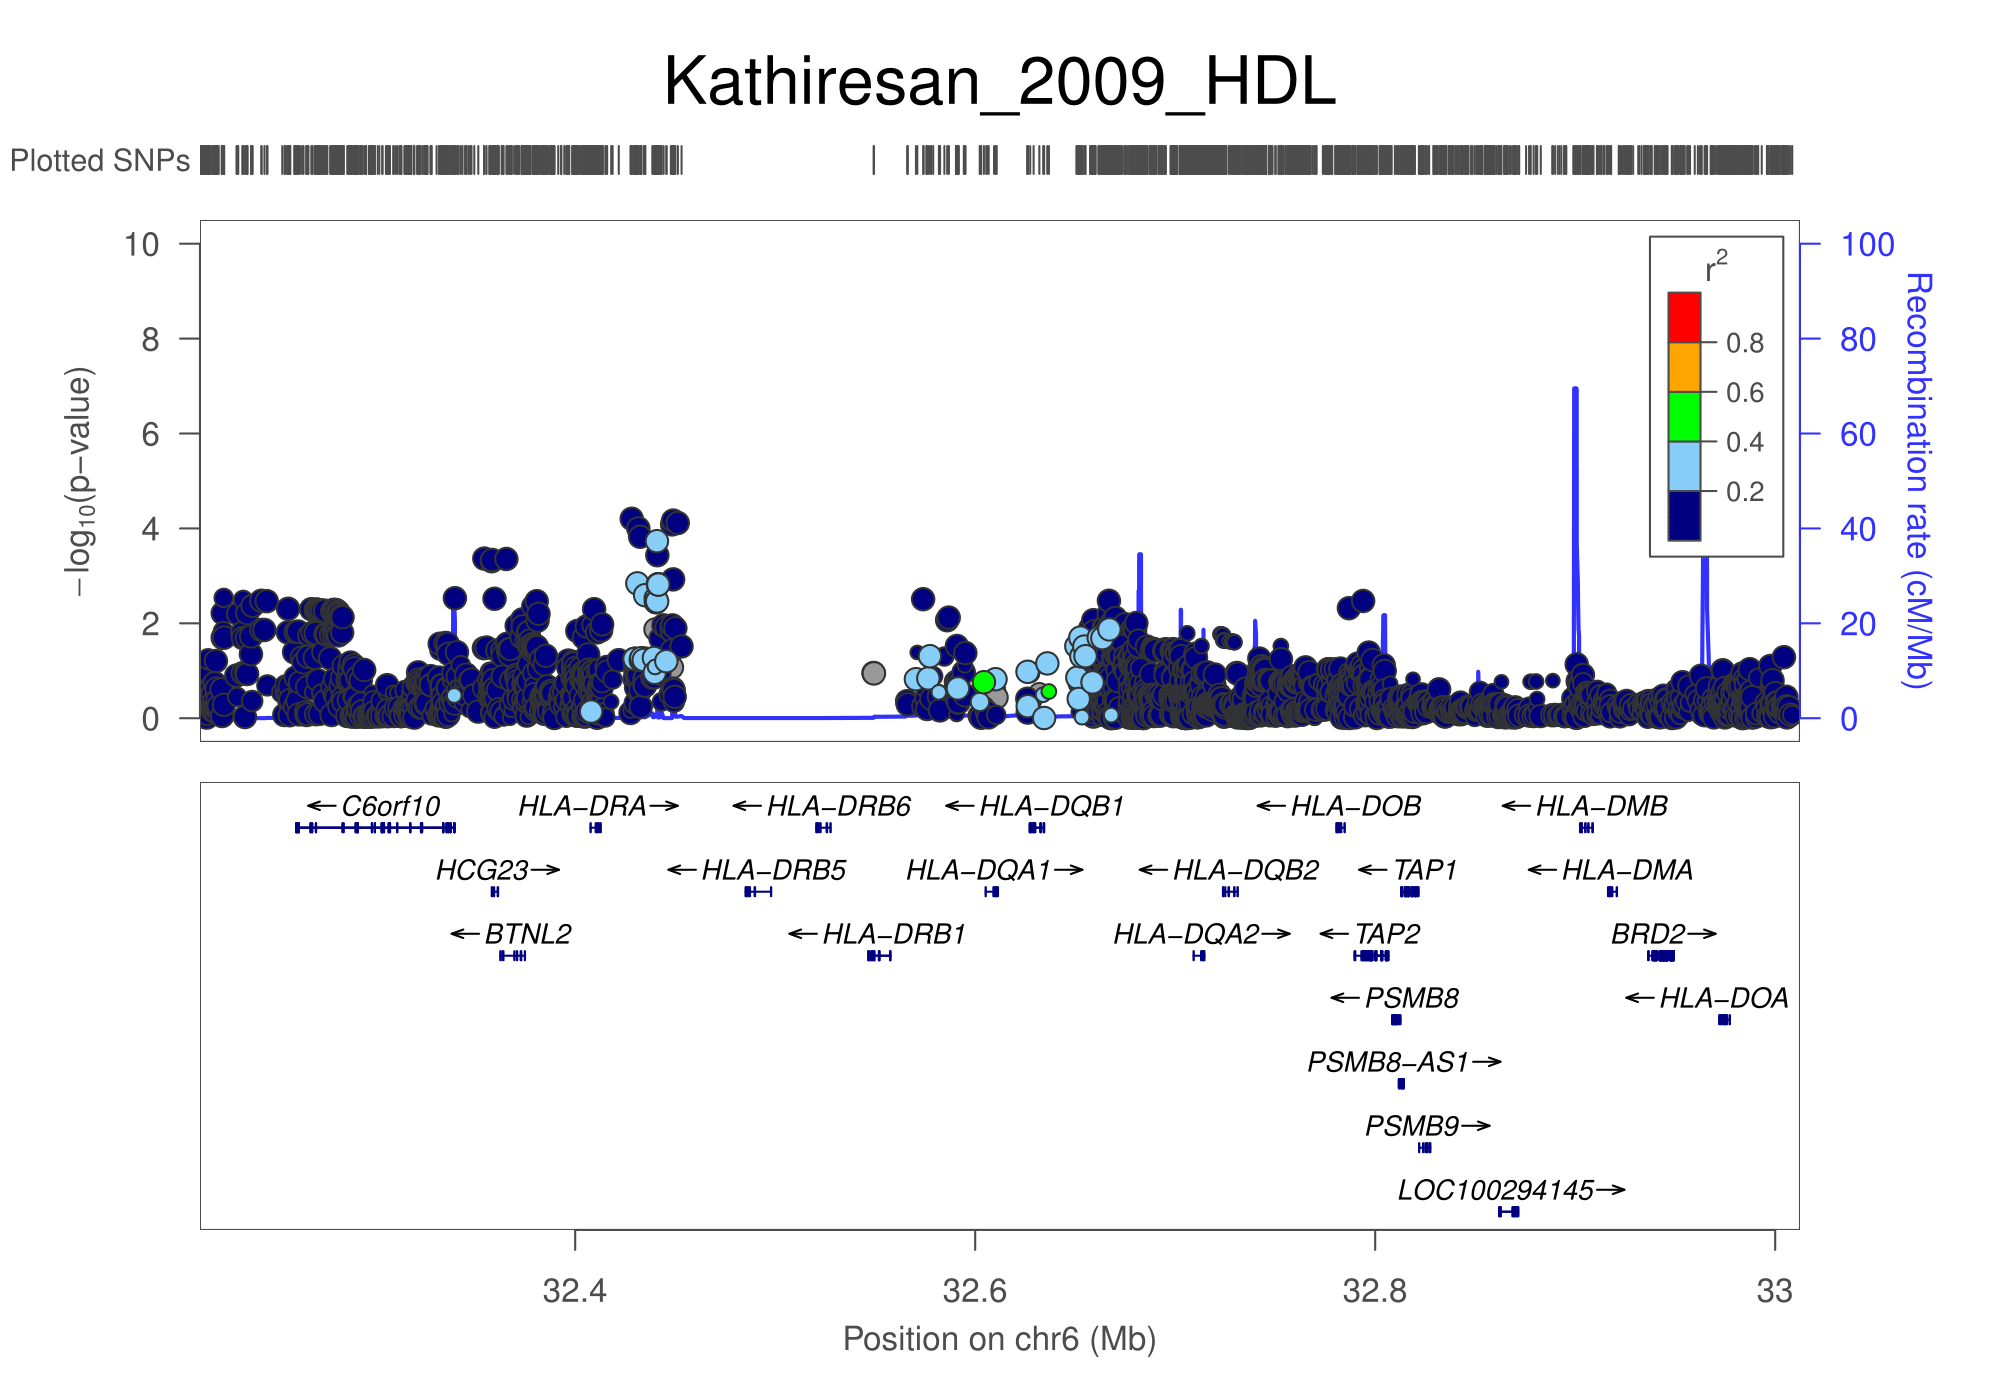 Kathiresan_2009_HDL
Plotted SNPs
10
8
6
4
2
0
−log10(p−value)
100
80
60
40
20
0
Recombination rate (cM/Mb)
r2
0.8
0.6
0.4
0.2
←C6orf10 HLA−DRA→ ←HLA−DRB6 ←HLA−DQB1 ←HLA−DOB ←HLA−DMB
HCG23→ ←HLA−DRB5 HLA−DQA1→ ←HLA−DQB2 ←TAP1 ←HLA−DMA
←BTNL2 ←HLA−DRB1 HLA−DQA2→ ←TAP2 BRD2→
←PSMB8 ←HLA−DOA
PSMB8−AS1→
PSMB9→
LOC100294145→
32.4 32.6 32.8 33
Position on chr6 (Mb)